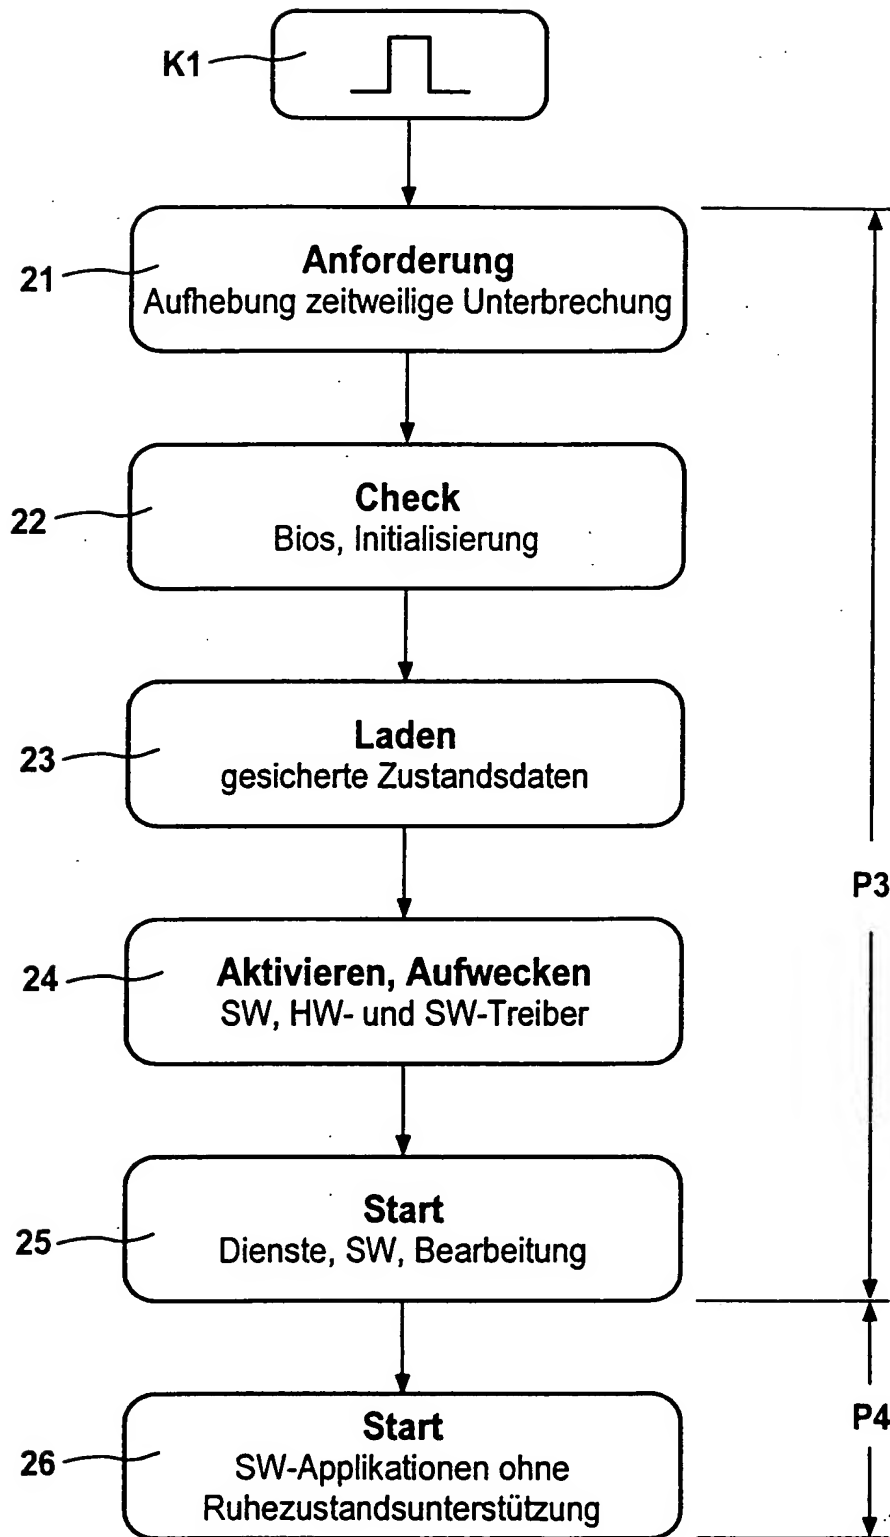 K1
21
Anforderung
Aufhebung zeitweilige Unterbrechung
22
Check
Bios, Initialisierung
23
Laden
gesicherte Zustandsdaten
P3
24
Aktivieren, Aufwecken
SW, HW- und SW-Treiber
25
Start
Dienste, SW, Bearbeitung
P4
26
Start
SW-Applikationen ohne
Ruhezustandsunterstützung